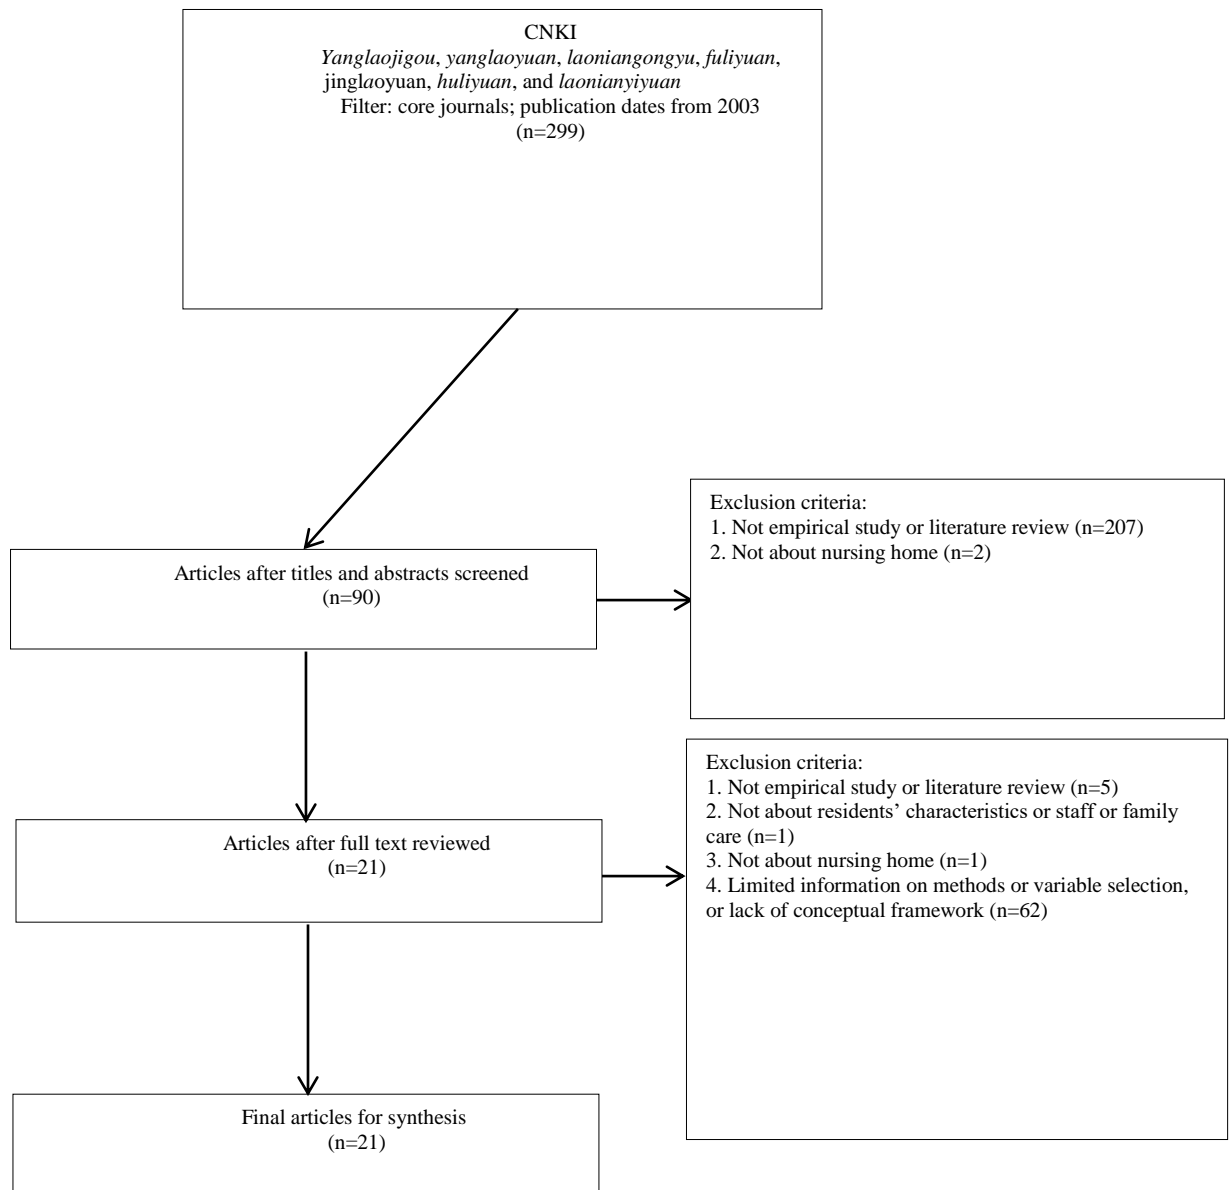 CNKI
Yanglaojigou, yanglaoyuan, laoniangongyu, fuliyuan,
jinglaoyuan, huliyuan, and laonianyiyuan
Filter: core journals; publication dates from 2003
(n=299)
Exclusion criteria:
1. Not empirical study or literature review (n=207)
2. Not about nursing home (n=2)
Articles after titles and abstracts screened
(n=90)
Exclusion criteria:
1. Not empirical study or literature review (n=5)
2. Not about residents’ characteristics or staff or family
care (n=1)
3. Not about nursing home (n=1)
4. Limited information on methods or variable selection,
or lack of conceptual framework (n=62)
Articles after full text reviewed
(n=21)
Final articles for synthesis
(n=21)